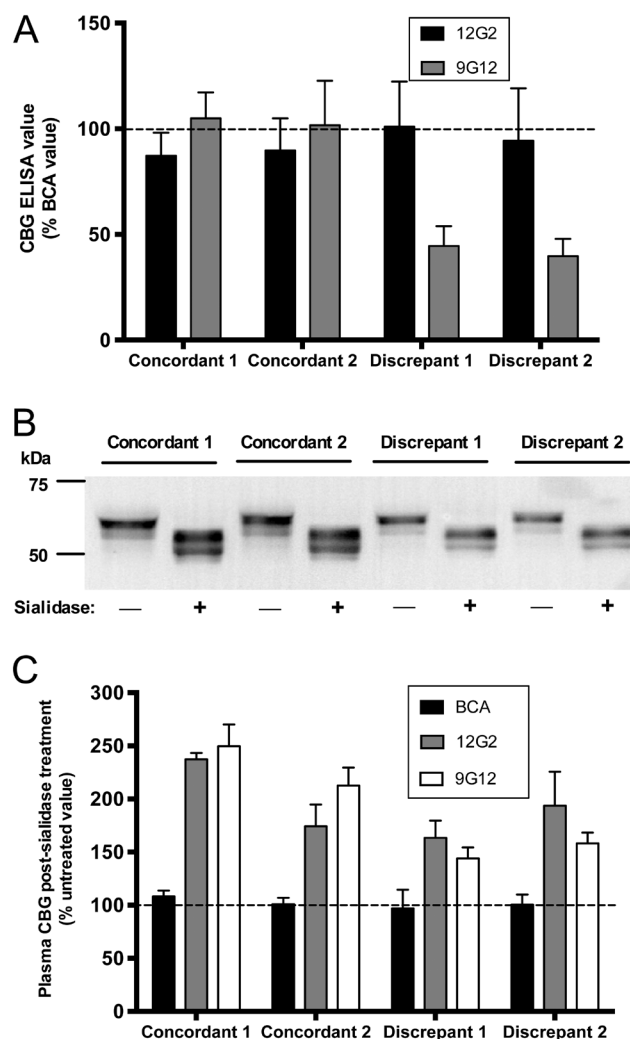 A
CBG ELISA value
(% BCA value)
150
100
50
0
12G2
9G12
Concordant 1 Concordant 2 Discrepant 1 Discrepant 2
B
Concordant 1 Concordant 2 Discrepant 1 Discrepant 2
kDa
75
50
Sialidase: — + — + — + — +
C
Plasma CBG post-sialidase treatment
(% untreated value)
300
250
200
150
100
50
0
BCA
12G2
9G12
Concordant 1 Concordant 2 Discrepant 1 Discrepant 2